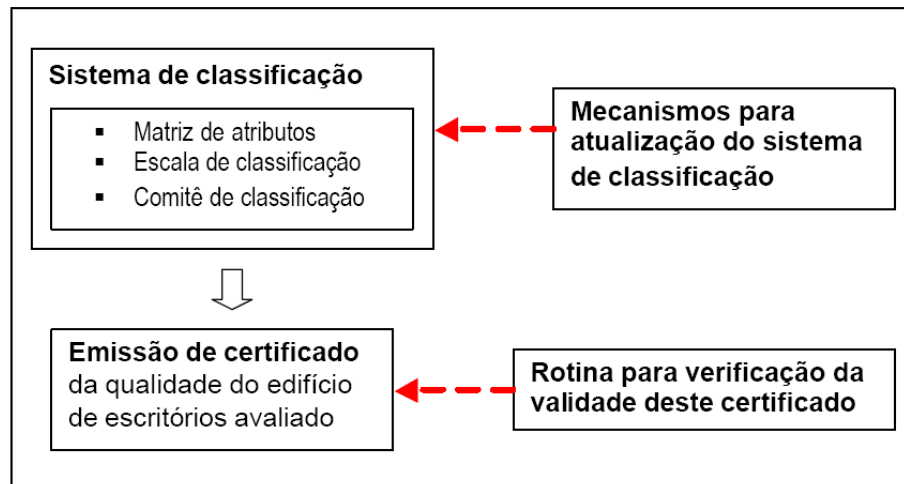 Sistema de classificação
▪ Matriz de atributos
▪ Escala de classificação
▪ Comitê de classificação
Mecanismos para
atualização do sistema
de classificação
Emissão de certificado
da qualidade do edifício
de escritórios avaliado
Rotina para verificação da
validade deste certificado